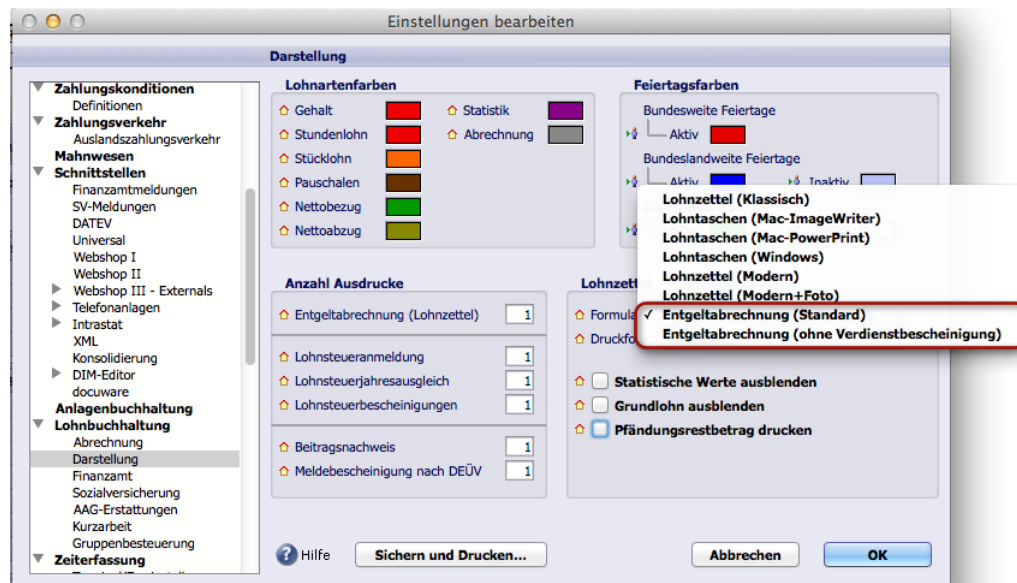 Einstellungen bearbeiten
Darstellung
Zahlungskonditionen
Definitionen
Zahlungsverkehr
Auslandszahlungsverkehr
Mahnwesen
Schnittstellen
Finanzamtmeldungen
SV-Meldungen
DATEV
Universal
Webshop I
Webshop II
Webshop III - Externals
Telefonanlagen
Intrastat
XML
Konsolidierung
DIM-Editor
docuware
Anlagenbuchhaltung
Lohnbuchhaltung
Abrechnung
Darstellung
Finanzamt
Sozialversicherung
AAG-Erstattungen
Kurzarbeit
Gruppenbesteuerung
Zeiterfassung
Lohnartenfarben
Gehalt
Statistik
Stundenlohn
Abrechnung
Stücklohn
Pauschalen
Nettobezug
Nettoabzug
Feiertagsfarben
Bundesweite Feiertage
Aktiv
Bundeslandweite Feiertage
Aktiv
Inaktiv
Anzahl Ausdrucke
Entgeltabrechnung (Lohnzettel) 1
Lohnsteueranmeldung 1
Lohnsteuerjahresausgleich 1
Lohnsteuerbescheinigungen 1
Beitragsnachweis 1
Meldebescheinigung nach DEÜV 1
Lohnzett
Formula
Druckfo
Lohnzettel (Klassisch)
Lohntaschen (Mac-ImageWriter)
Lohntaschen (Mac-PowerPrint)
Lohntaschen (Windows)
Lohnzettel (Modern)
Lohnzettel (Modern+Foto)
✓ Entgeltabrechnung (Standard)
Entgeltabrechnung (ohne Verdienstbescheinigung)
Statistische Werte ausblenden
Grundlohn ausblenden
Pfändungsrestbetrag drucken
? Hilfe
Sichern und Drucken...
Abbrechen
OK